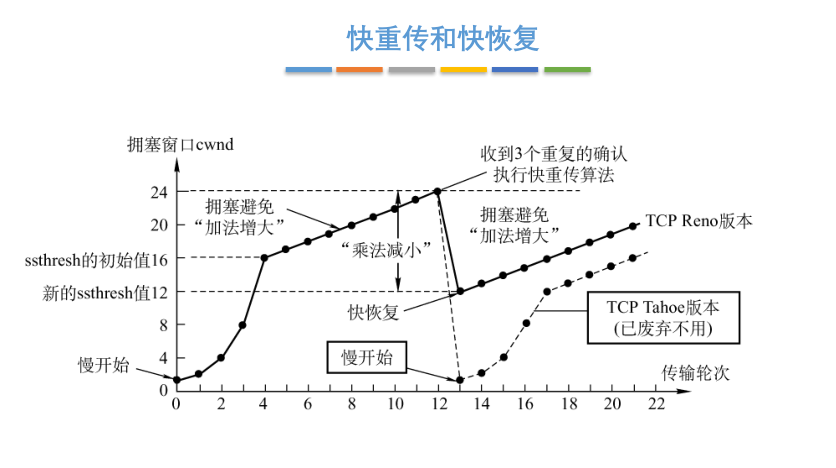 快重传和快恢复
拥塞窗口cwnd
收到3个重复的确认
执行快重传算法
24
拥塞避免
“加法增大”
拥塞避免
“加法增大”
20
TCP Reno版本
“乘法减小”
ssthresh的初始值16
新的ssthresh值12
快恢复
TCP Tahoe版本
(已废弃不用)
8
慢开始
4
慢开始
传输轮次
0
0 2 4 6 8 10 12 14 16 18 20 22